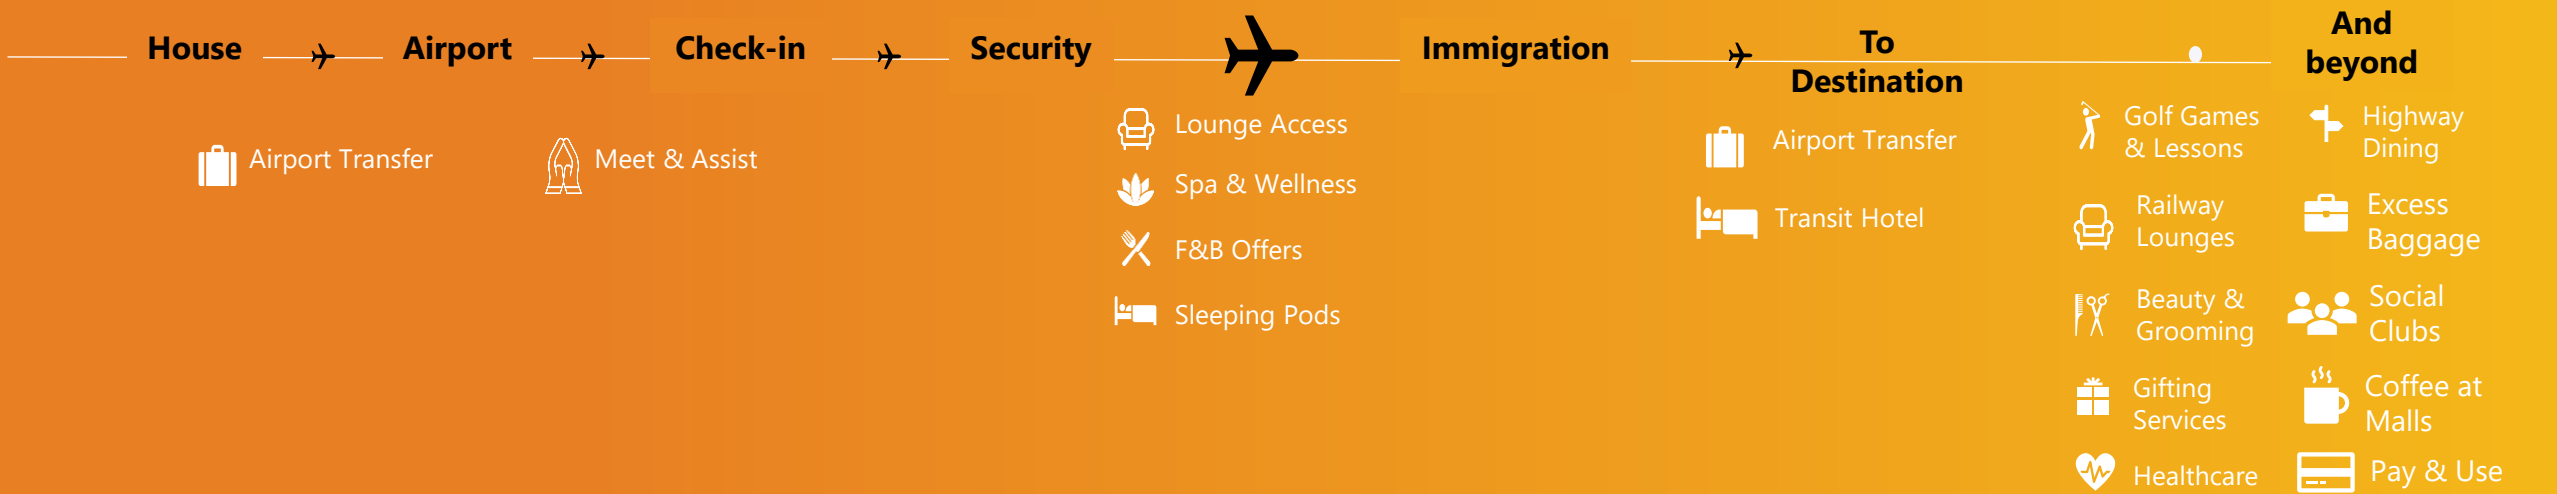 House
Airport
Check-in
Security
Immigration
To
Destination
And
beyond
Airport Transfer
Meet & Assist
Lounge Access
Spa & Wellness
F&B Offers
Sleeping Pods
Airport Transfer
Transit Hotel
Golf Games
& Lessons
Railway
Lounges
Beauty &
Grooming
Gifting
Services
Healthcare
Highway
Dining
Excess
Baggage
Social
Clubs
Coffee at
Malls
Pay & Use